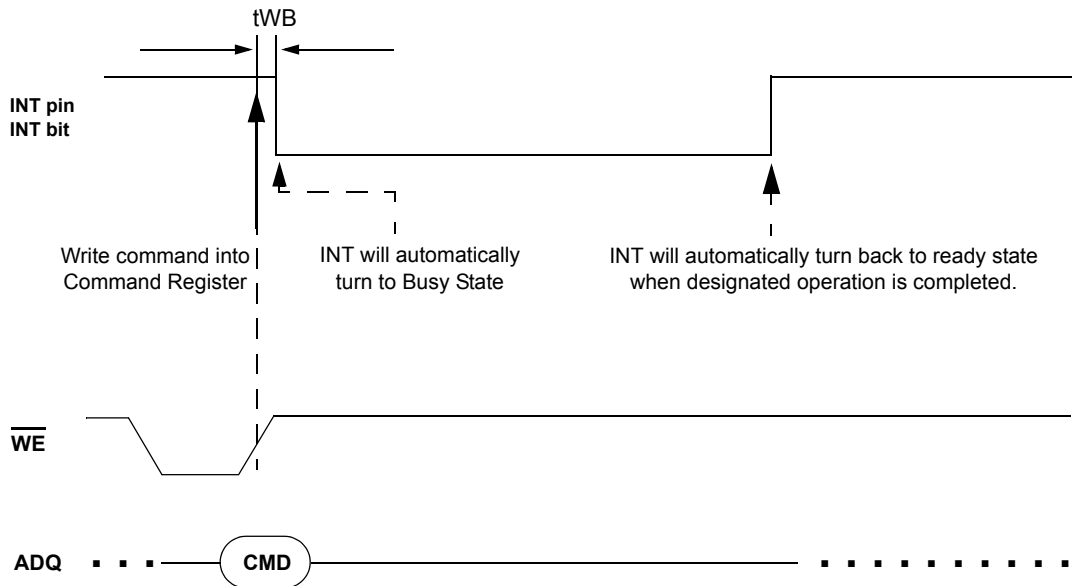 tWB
INT pin
INT bit
Write command into
Command Register
INT will automatically
turn to Busy State
INT will automatically turn back to ready state
when designated operation is completed.
WE
ADQ
CMD